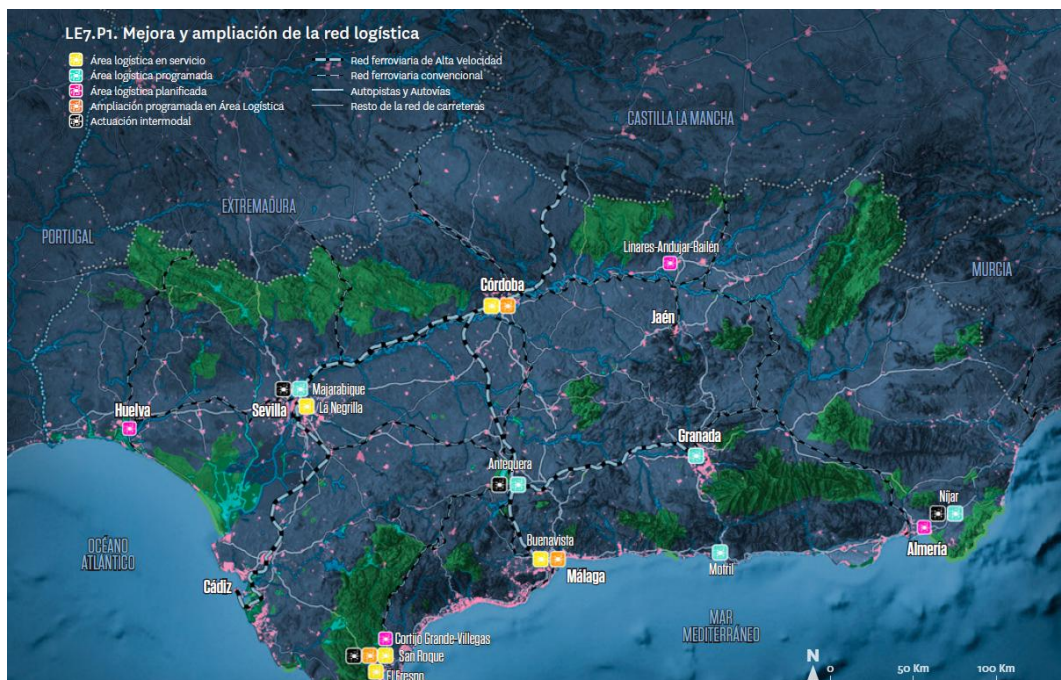 LE7.P1. Mejora y ampliación de la red logística
Área logística en servicio
Área logística programada
Área logística planificada
Ampliación programada en Área Logística
Actuación intermodal
Red ferroviaria de Alta Velocidad
Red ferroviaria convencional
Autopistas y Autovías
Resto de la red de carreteras
CASTILLA LA MANCHA
EXTREMADURA
PORTUGAL
Linares-Andujar-Bailén
MURCIA
Córdoba
Jaén
Majarabique
Sevilla
La Negrilla
Huelva
Granada
Antequera
Níjar
Almería
OCÉANO
ATLÁNTICO
Buenavista
Málaga
Motril
Cádiz
MAR
MEDITERRÁNEO
Cortijo Grande-Villegas
San Roque
El Fresno
N
0 50 Km 100 Km